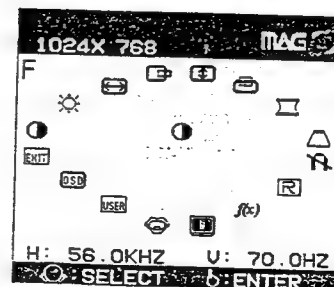 1024X 768 MAG
F
EXIT
OSD
USER
R
f(x)
H: 56.0KHZ V: 70.0HZ
:SELECT :ENTER